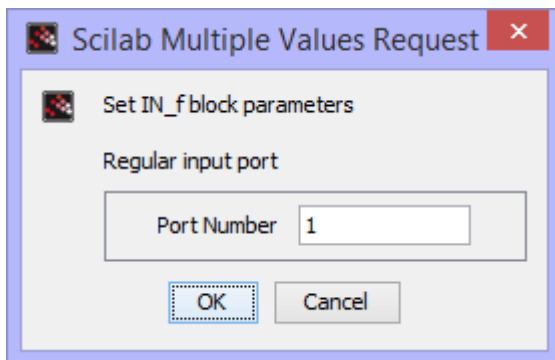 Scilab Multiple Values Request
Set IN_f block parameters
Regular input port
Port Number 1
OK Cancel